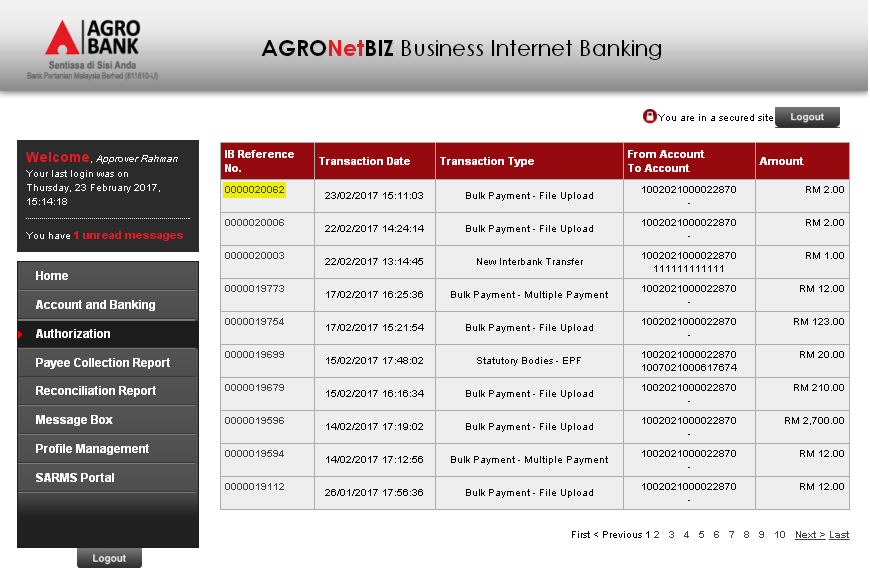 AGRO
BANK
Sentiasa di Sisi Anda
Bank Pertanian Malaysia Berhad (811810-U)
AGRONetBIZ Business Internet Banking
You are in a secured site Logout
Welcome, Approver Rahman
Your last login was on
Thursday, 23 February 2017,
15:14:18
You have 1 unread messages
Home
Account and Banking
Authorization
Payee Collection Report
Reconciliation Report
Message Box
Profile Management
SARMS Portal
Logout
IB Reference No. Transaction Date Transaction Type From Account To Account Amount
0000020062 23/02/2017 15:11:03 Bulk Payment - File Upload 1002021000022870 - RM 2.00
0000020006 22/02/2017 14:24:14 Bulk Payment - File Upload 1002021000022870 - RM 2.00
0000020003 22/02/2017 13:14:45 New Interbank Transfer 1002021000022870 111111111111 RM 1.00
0000019773 17/02/2017 16:25:36 Bulk Payment - Multiple Payment 1002021000022870 - RM 12.00
0000019754 17/02/2017 15:21:54 Bulk Payment - File Upload 1002021000022870 - RM 123.00
0000019699 15/02/2017 17:48:02 Statutory Bodies - EPF 1002021000022870 1007021000617674 RM 20.00
0000019679 15/02/2017 16:16:34 Bulk Payment - File Upload 1002021000022870 - RM 210.00
0000019596 14/02/2017 17:19:02 Bulk Payment - File Upload 1002021000022870 - RM 2,700.00
0000019594 14/02/2017 17:12:56 Bulk Payment - Multiple Payment 1002021000022870 - RM 12.00
0000019112 26/01/2017 17:56:36 Bulk Payment - File Upload 1002021000022870 - RM 12.00
First < Previous 1 2 3 4 5 6 7 8 9 10 Next > Last